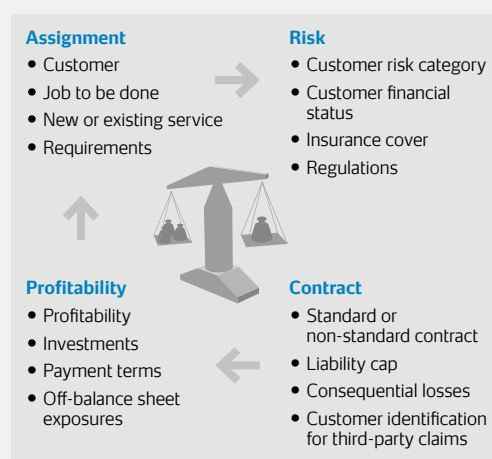 Assignment
• Customer
• Job to be done
• New or existing service
• Requirements
Risk
• Customer risk category
• Customer financial
status
• Insurance cover
• Regulations
Profitability
• Profitability
• Investments
• Payment terms
• Off-balance sheet
exposures
Contract
• Standard or
non-standard contract
• Liability cap
• Consequential losses
• Customer identification
for third-party claims